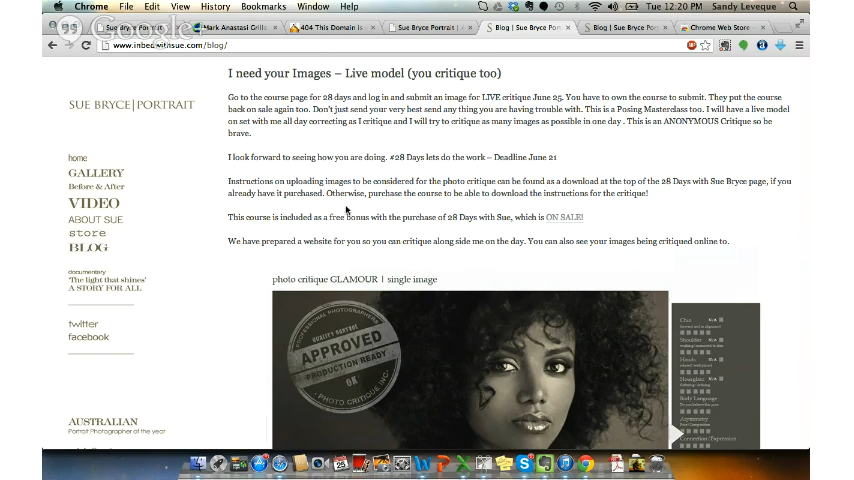 Chrome File Edit View History Bookmarks Window Help
Tue 12:20 PM Sandy Leveque
Mark Anastasi Grills
404 This Domain Is
Sue Bryce Portrait | A
Blog | Sue Bryce Port
Blog | Sue Bryce Port
Chrome Web Store -
Google+
www.inbedwithsue.com/blog/
SUE BRYCE|PORTRAIT
home
GALLERY
Before & After
VIDEO
ABOUT SUE
store
BLOG
documentary
'The light that shines'
A STORY FOR ALL
twitter
facebook
AUSTRALIAN
Portrait Photographer of the year
I need your Images – Live model (you critique too)
Go to the course page for 28 days and log in and submit an image for LIVE critique June 25. You have to own the course to submit. They put the course
back on sale again too. Don't just send your very best send any thing you are having trouble with. This is a Posing Masterclass too. I will have a live model
on set with me all day correcting as I critique and I will try to critique as many images as possible in one day . This is an ANONYMOUS Critique so be
brave.
I look forward to seeing how you are doing. #28 Days lets do the work – Deadline June 21
Instructions on uploading images to be considered for the photo critique can be found as a download at the top of the 28 Days with Sue Bryce page, if you
already have it purchased. Otherwise, purchase the course to be able to download the instructions for the critique!
This course is included as a free bonus with the purchase of 28 Days with Sue, which is ON SALE!
We have prepared a website for you so you can critique along side me on the day. You can also see your images being critiqued online to.
photo critique GLAMOUR | single image
PROFESSIONAL PHOTOGRAPHERS
QUALITY CONTROL
APPROVED
PRODUCTION READY
OK
PHOTO CRITIQUE INC.
Chin N/A
Shoulder N/A
Hands N/A
Hourglass N/A
Body Language
Asymmetry
Connection / Expression